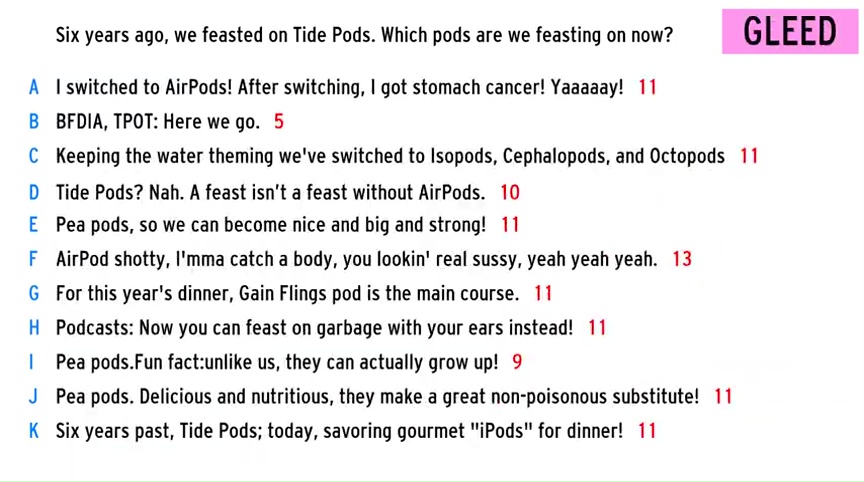 Six years ago, we feasted on Tide Pods. Which pods are we feasting on now?
GLEED
A I switched to AirPods! After switching, I got stomach cancer! Yaaaaay! 11
B BFDIA, TPOT: Here we go. 5
C Keeping the water theming we've switched to Isopods, Cephalopods, and Octopods 11
D Tide Pods? Nah. A feast isn’t a feast without AirPods. 10
E Pea pods, so we can become nice and big and strong! 11
F AirPod shotty, I'mma catch a body, you lookin' real sussy, yeah yeah yeah. 13
G For this year's dinner, Gain Flings pod is the main course. 11
H Podcasts: Now you can feast on garbage with your ears instead! 11
I Pea pods.Fun fact:unlike us, they can actually grow up! 9
J Pea pods. Delicious and nutritious, they make a great non-poisonous substitute! 11
K Six years past, Tide Pods; today, savoring gourmet "iPods" for dinner! 11